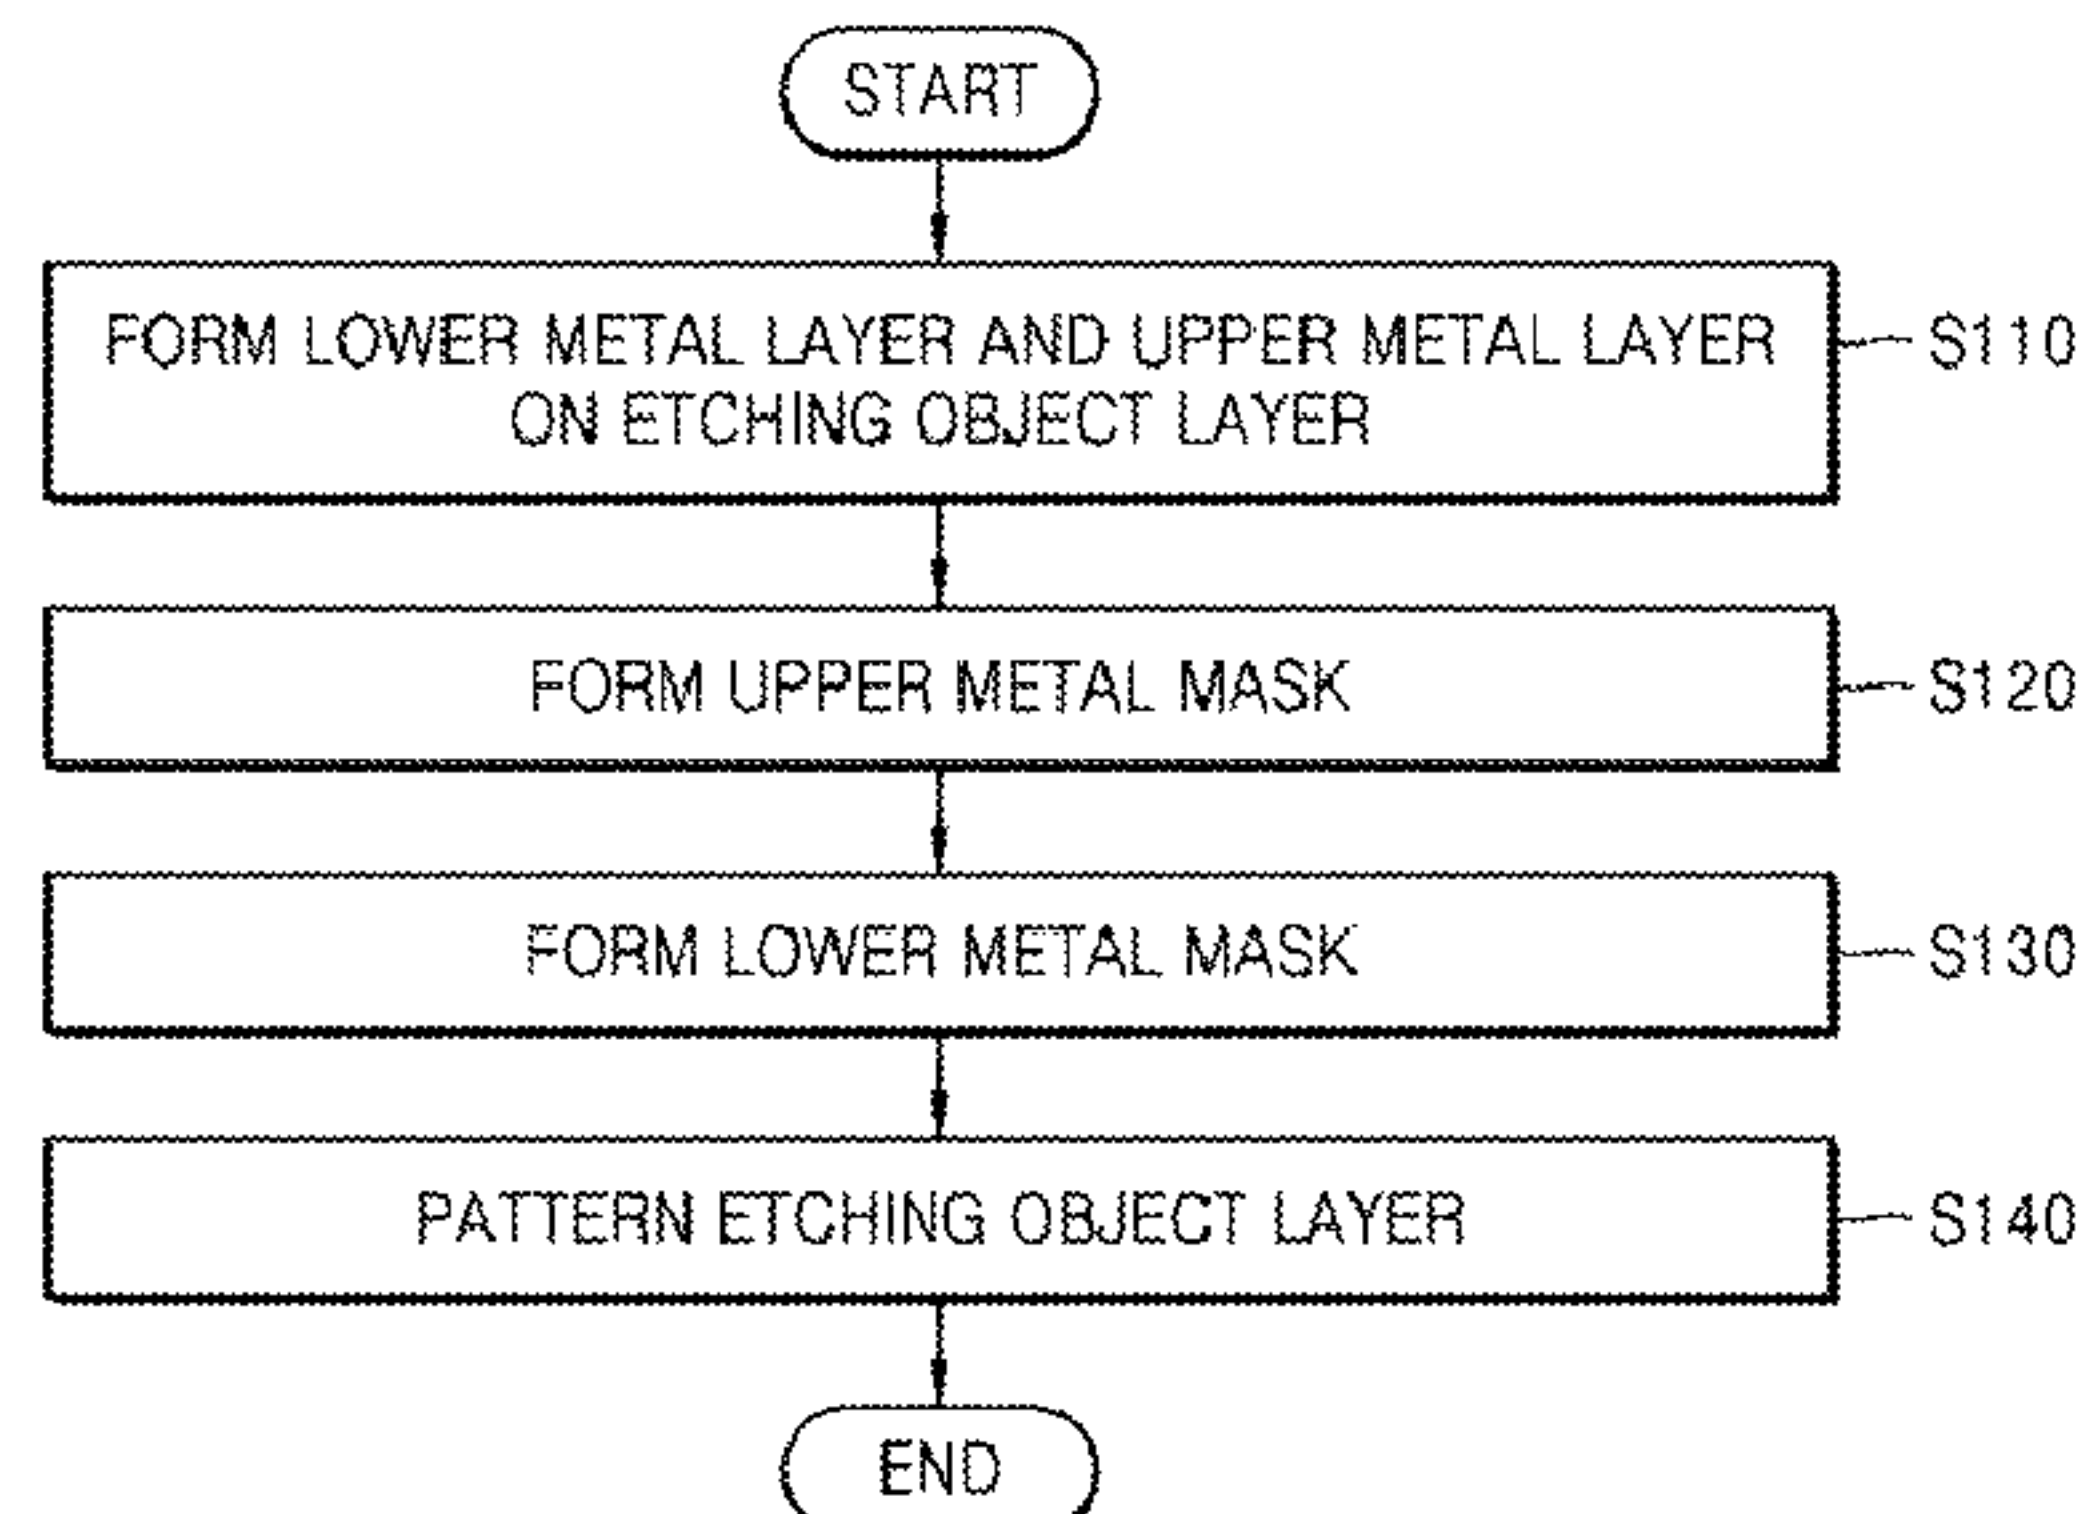 START
FORM LOWER METAL LAYER AND UPPER METAL LAYER
ON ETCHING OBJECT LAYER
S110
FORM UPPER METAL MASK
S120
FORM LOWER METAL MASK
S130
PATTERN ETCHING OBJECT LAYER
S140
END